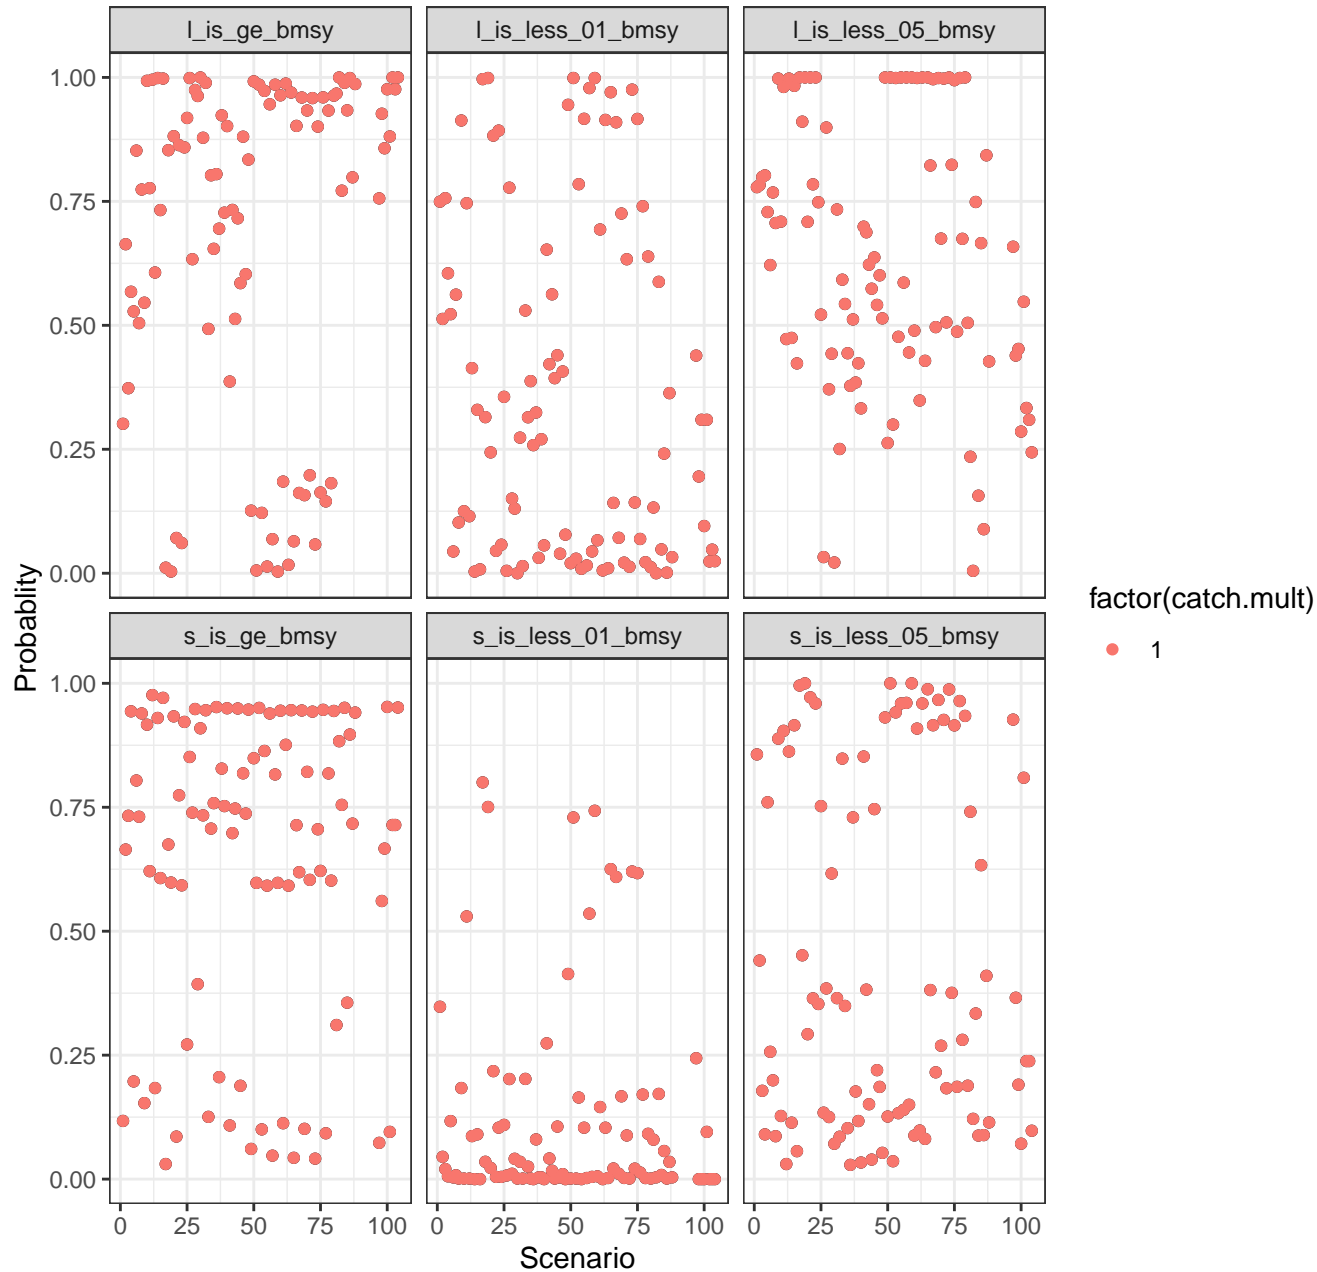 l_is_ge_bmsy l_is_less_01_bmsy l_is_less_05_bmsy
1.00
0.75
0.50
0.25
0.00
Probablity
s_is_ge_bmsy s_is_less_01_bmsy s_is_less_05_bmsy
1.00
0.75
0.50
0.25
0.00
0 25 50 75 100 0 25 50 75 100 0 25 50 75 100
Scenario
factor(catch.mult)
1